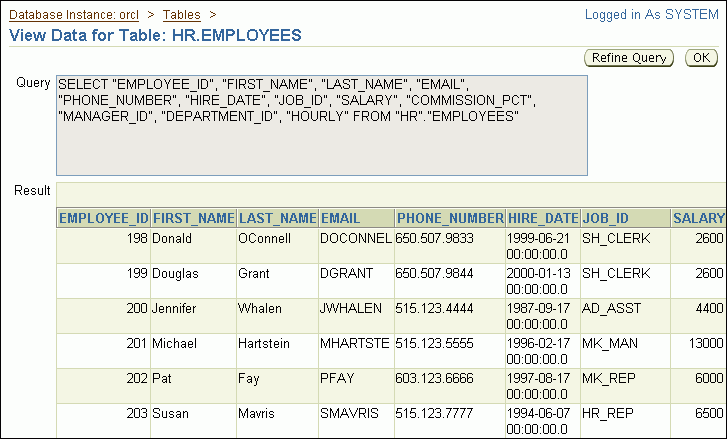 Database Instance: orcl > Tables >
Logged in As SYSTEM
View Data for Table: HR.EMPLOYEES
Refine Query OK
Query
SELECT "EMPLOYEE_ID", "FIRST_NAME", "LAST_NAME", "EMAIL",
"PHONE_NUMBER", "HIRE_DATE", "JOB_ID", "SALARY", "COMMISSION_PCT",
"MANAGER_ID", "DEPARTMENT_ID", "HOURLY" FROM "HR"."EMPLOYEES"
Result
EMPLOYEE_ID FIRST_NAME LAST_NAME EMAIL PHONE_NUMBER HIRE_DATE JOB_ID SALARY
198 Donald OConnell DOCONNEL 650.507.9833 1999-06-21 SH_CLERK 2600
00:00:00.0
199 Douglas Grant DGRANT 650.507.9844 2000-01-13 SH_CLERK 2600
00:00:00.0
200 Jennifer Whalen JWHALEN 515.123.4444 1987-09-17 AD_ASST 4400
00:00:00.0
201 Michael Hartstein MHARTSTE 515.123.5555 1996-02-17 MK_MAN 13000
00:00:00.0
202 Pat Fay PFAY 603.123.6666 1997-08-17 MK_REP 6000
00:00:00.0
203 Susan Mavris SMAVRIS 515.123.7777 1994-06-07 HR_REP 6500
00:00:00.0